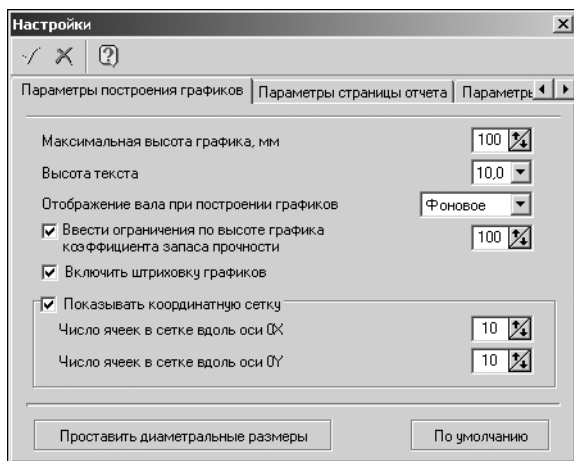 Настройки
Параметры построения графиков Параметры страницы отчета Параметры
Максимальная высота графика, мм 100
Высота текста 10,0
Отображение вала при построении графиков Фоновое
Ввести ограничения по высоте графика
коэффициента запаса прочности 100
Включить штриховку графиков
Показывать координатную сетку
Число ячеек в сетке вдоль оси 0X 10
Число ячеек в сетке вдоль оси 0Y 10
Проставить диаметральные размеры По умолчанию